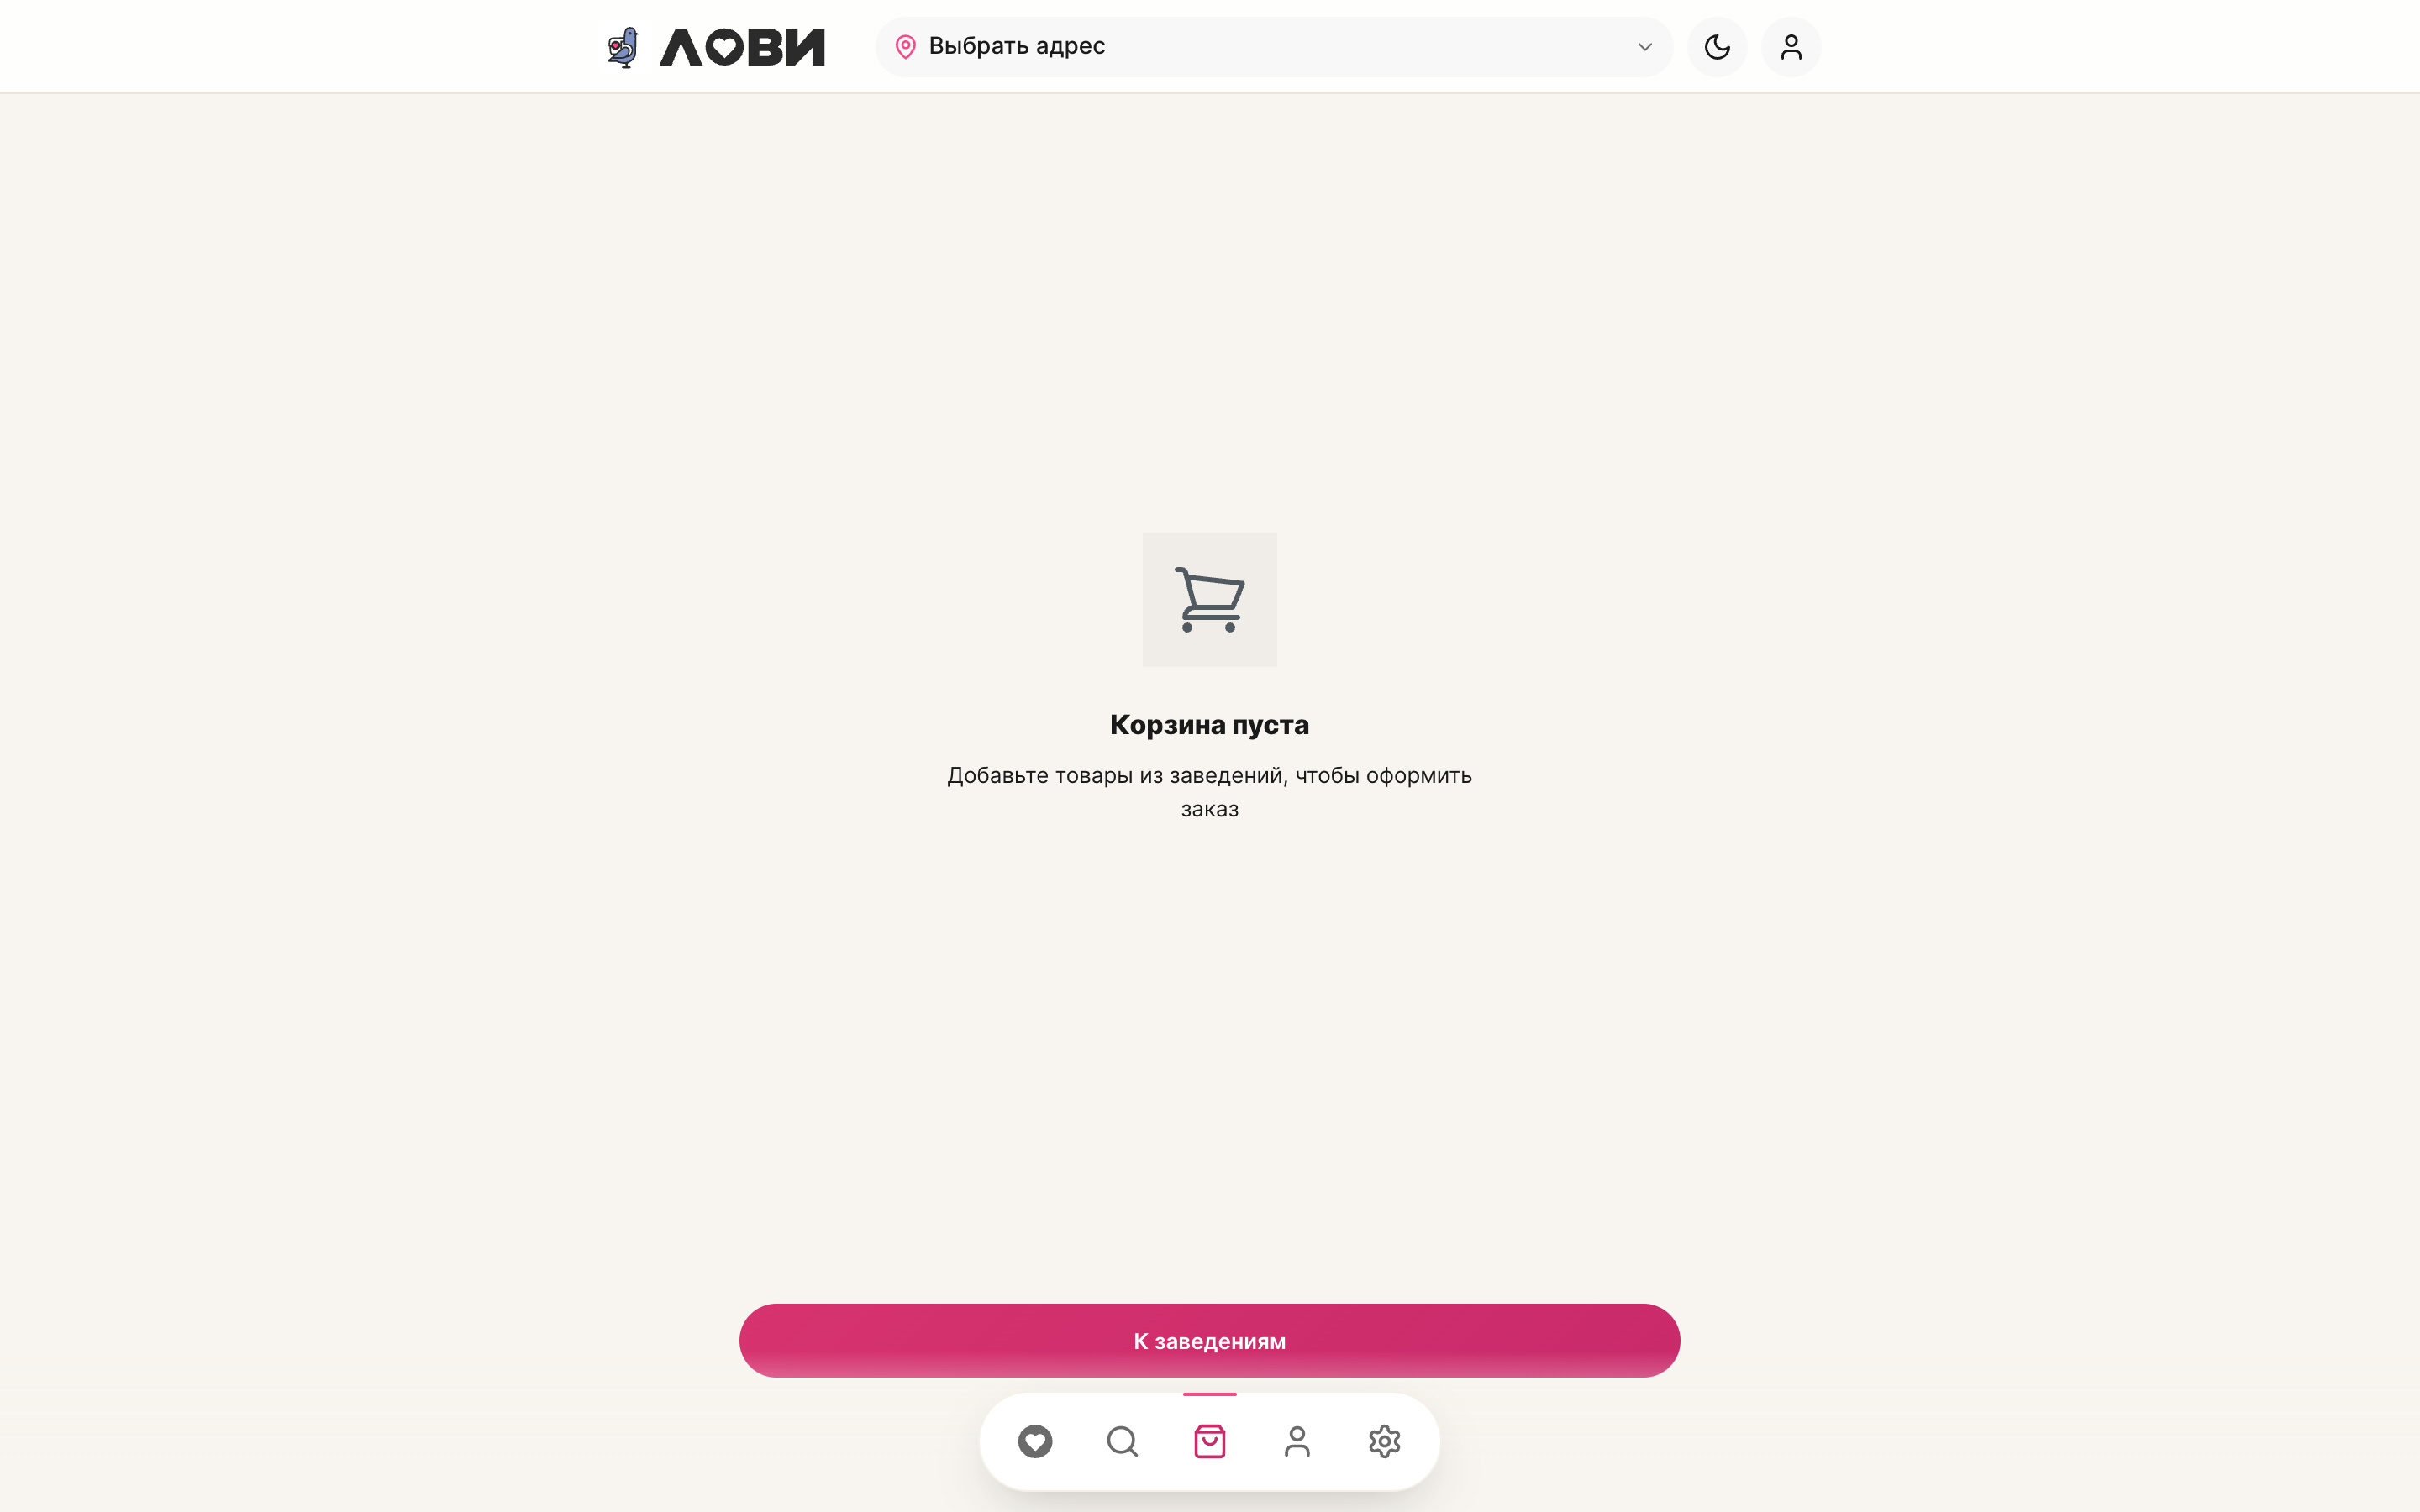 ЛОВИ
Выбрать адрес
Корзина пуста
Добавьте товары из заведений, чтобы оформить
заказ
К заведениям